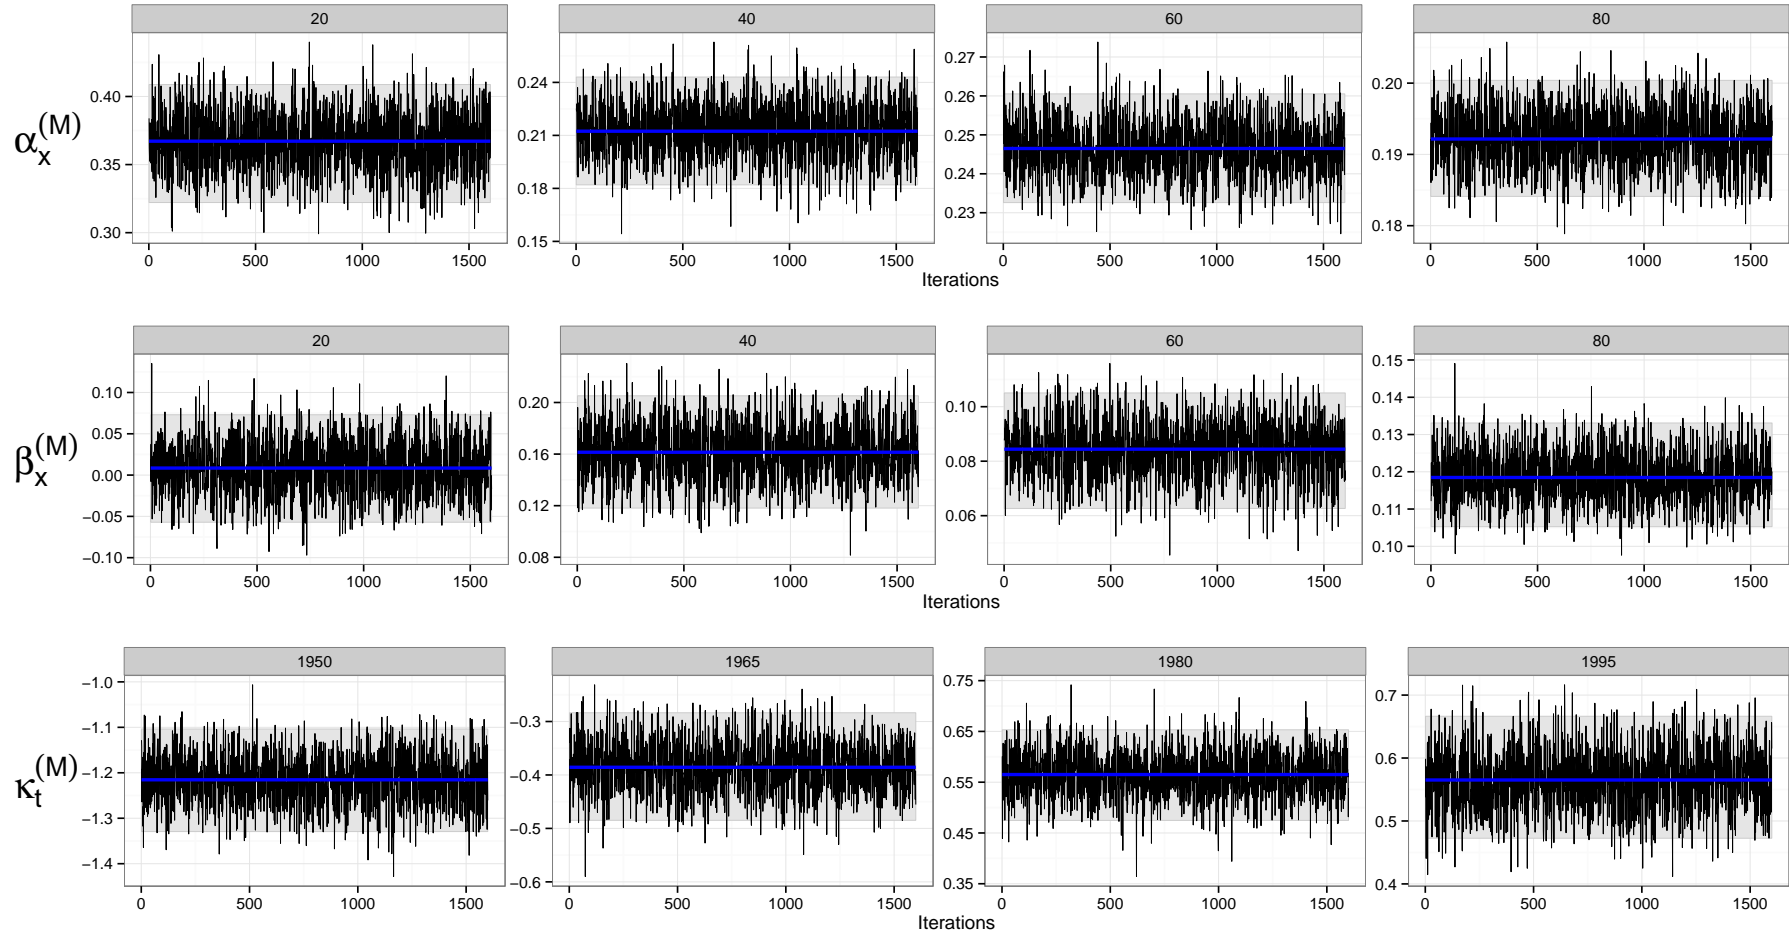 20 40 60 80
α_x^(M)
0.40 0.35 0.30
0.24 0.21 0.18 0.15
0.27 0.26 0.25 0.24 0.23
0.20 0.19 0.18
0 500 1000 1500 0 500 1000 1500 0 500 1000 1500 0 500 1000 1500
Iterations
20 40 60 80
β_x^(M)
0.10 0.05 0.00 −0.05 −0.10
0.20 0.16 0.12 0.08
0.10 0.08 0.06
0.15 0.14 0.13 0.12 0.11 0.10
0 500 1000 1500 0 500 1000 1500 0 500 1000 1500 0 500 1000 1500
Iterations
1950 1965 1980 1995
κ_t^(M)
−1.0 −1.1 −1.2 −1.3 −1.4
−0.3 −0.4 −0.5 −0.6
0.75 0.65 0.55 0.45 0.35
0.7 0.6 0.5 0.4
0 500 1000 1500 0 500 1000 1500 0 500 1000 1500 0 500 1000 1500
Iterations